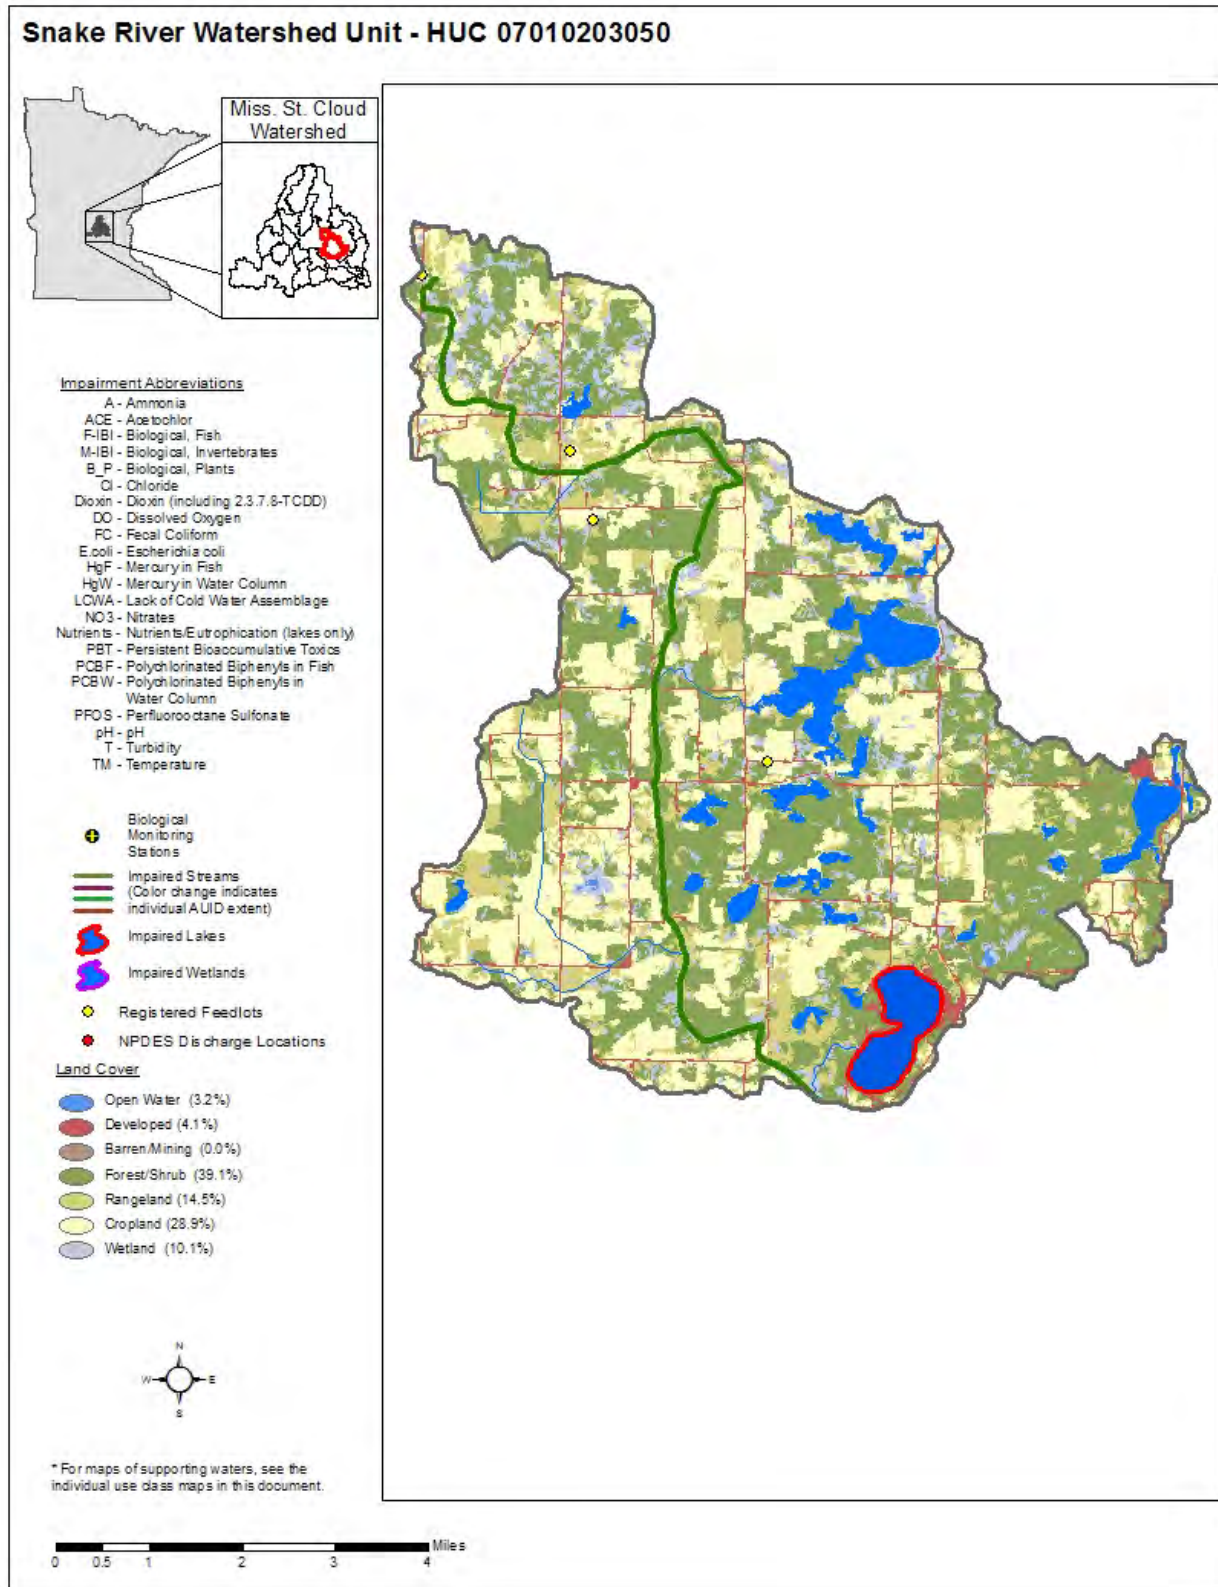 Snake River Watershed Unit - HUC 07010203050
Miss. St. Cloud
Watershed
Impairment Abbreviations
A - Ammonia
ACE - Acetochlor
F-IBI - Biological, Fish
M-IBI - Biological, Invertebrates
B_P - Biological, Plants
Cl - Chloride
Dioxin - Dioxin (including 2.3.7.8-TCDD)
DO - Dissolved Oxygen
FC - Fecal Coliform
E.coli - Escherichia coli
HgF - Mercury in Fish
HgW - Mercury in Water Column
LCWA - Lack of Cold Water Assemblage
NO3 - Nitrates
Nutrients - Nutrients/Eutrophication (lakes only)
PBT - Persistent Bioaccumulative Toxics
PCBF - Polychlorinated Biphenyls in Fish
PCBW - Polychlorinated Biphenyls in
Water Column
PFOS - Perfluorooctane Sulfonate
pH - pH
T - Turbidity
TM - Temperature
Biological
Monitoring
Stations
Impaired Streams
(Color change indicates
individual AUID extent)
Impaired Lakes
Impaired Wetlands
Registered Feedlots
NPDES Discharge Locations
Land Cover
Open Water (3.2%)
Developed (4.1%)
Barren/Mining (0.0%)
Forest/Shrub (39.1%)
Rangeland (14.5%)
Cropland (28.9%)
Wetland (10.1%)
N
W E
S
* For maps of supporting waters, see the
individual use class maps in this document.
Miles
0 0.5 1 2 3 4